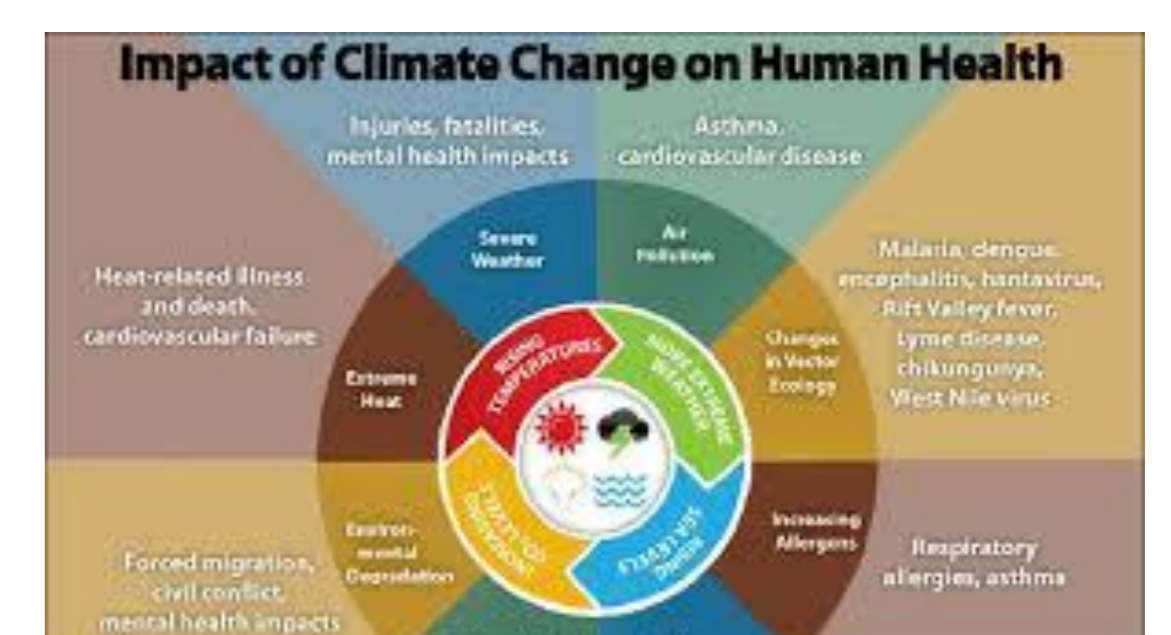 Impact of Climate Change on Human Health
Injuries, fatalities,
mental health impacts
Asthma,
cardiovascular disease
Severe
Weather
Air
Pollution
Heat-related illness
and death,
cardiovascular failure
Malaria, dengue,
encephalitis, hantavirus,
Rift Valley fever,
Lyme disease,
chikungunya,
West Nile virus
Extreme
Heat
Changes
in Vector
Ecology
RISING
TEMPERATURES
MORE EXTREME
WEATHER
RISING
SEA LEVELS
INCREASING
CO2 LEVELS
Environ-
mental
Degradation
Increasing
Allergens
Forced migration,
civil conflict,
mental health impacts
Respiratory
allergies, asthma